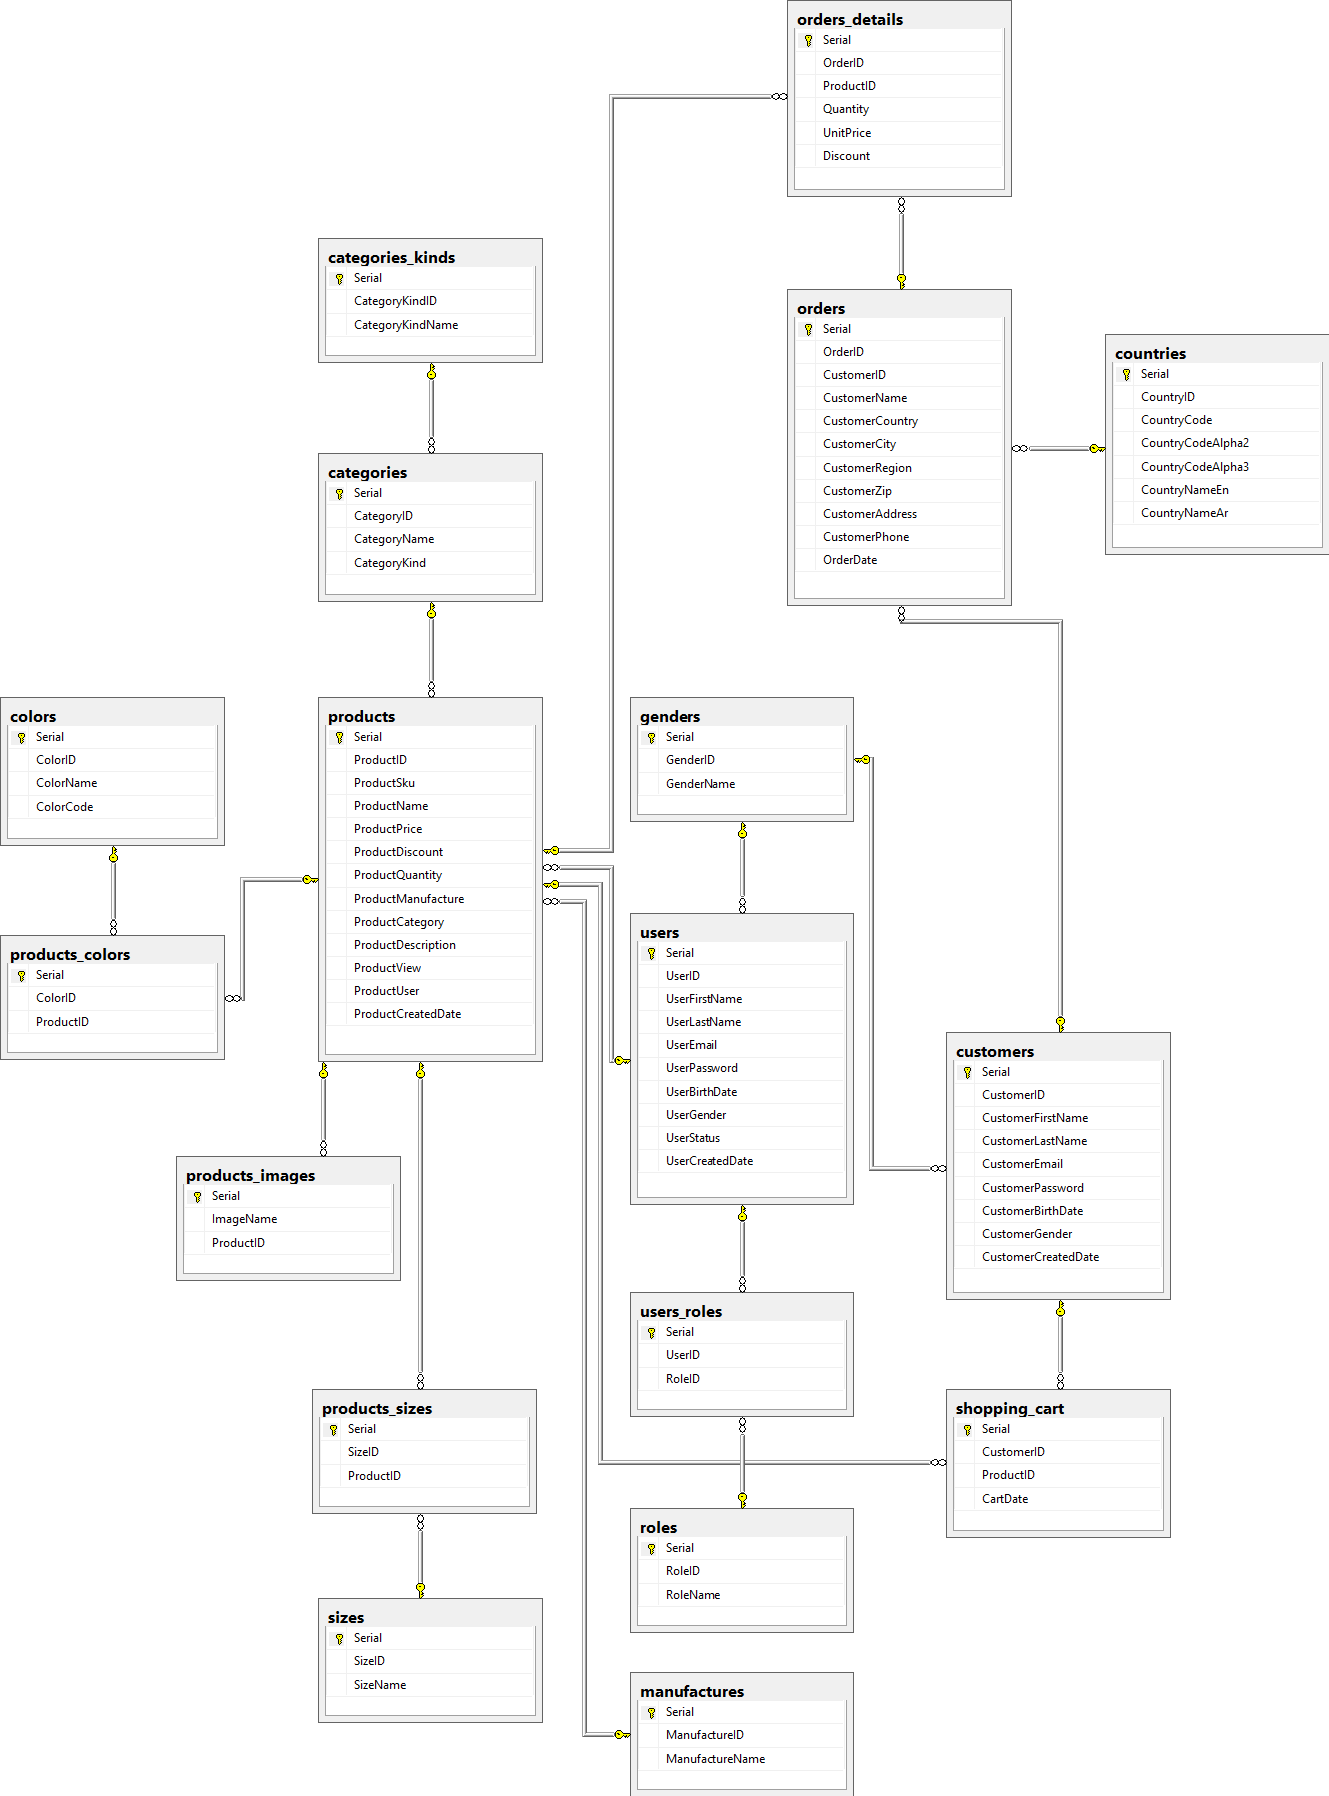 orders_details
Serial
OrderID
ProductID
Quantity
UnitPrice
Discount
categories_kinds
Serial
CategoryKindID
CategoryKindName
orders
Serial
OrderID
CustomerID
CustomerName
CustomerCountry
CustomerCity
CustomerRegion
CustomerZip
CustomerAddress
CustomerPhone
OrderDate
countries
Serial
CountryID
CountryCode
CountryCodeAlpha2
CountryCodeAlpha3
CountryNameEn
CountryNameAr
categories
Serial
CategoryID
CategoryName
CategoryKind
colors
Serial
ColorID
ColorName
ColorCode
products
Serial
ProductID
ProductSku
ProductName
ProductPrice
ProductDiscount
ProductQuantity
ProductManufacture
ProductCategory
ProductDescription
ProductView
ProductUser
ProductCreatedDate
genders
Serial
GenderID
GenderName
products_colors
Serial
ColorID
ProductID
users
Serial
UserID
UserFirstName
UserLastName
UserEmail
UserPassword
UserBirthDate
UserGender
UserStatus
UserCreatedDate
customers
Serial
CustomerID
CustomerFirstName
CustomerLastName
CustomerEmail
CustomerPassword
CustomerBirthDate
CustomerGender
CustomerCreatedDate
products_images
Serial
ImageName
ProductID
users_roles
Serial
UserID
RoleID
products_sizes
Serial
SizeID
ProductID
shopping_cart
Serial
CustomerID
ProductID
CartDate
roles
Serial
RoleID
RoleName
sizes
Serial
SizeID
SizeName
manufactures
Serial
ManufactureID
ManufactureName